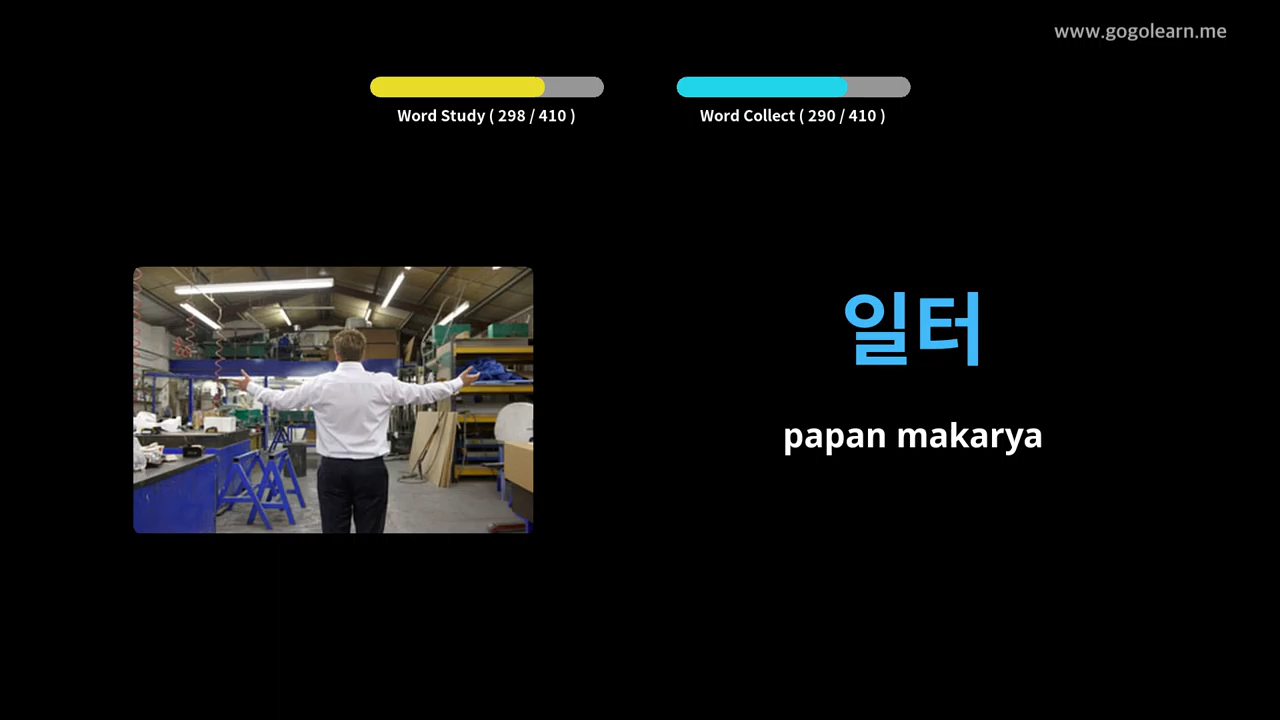 www.gogolearn.me
Word Study ( 298 / 410 )
Word Collect ( 290 / 410 )
일터
papan makarya